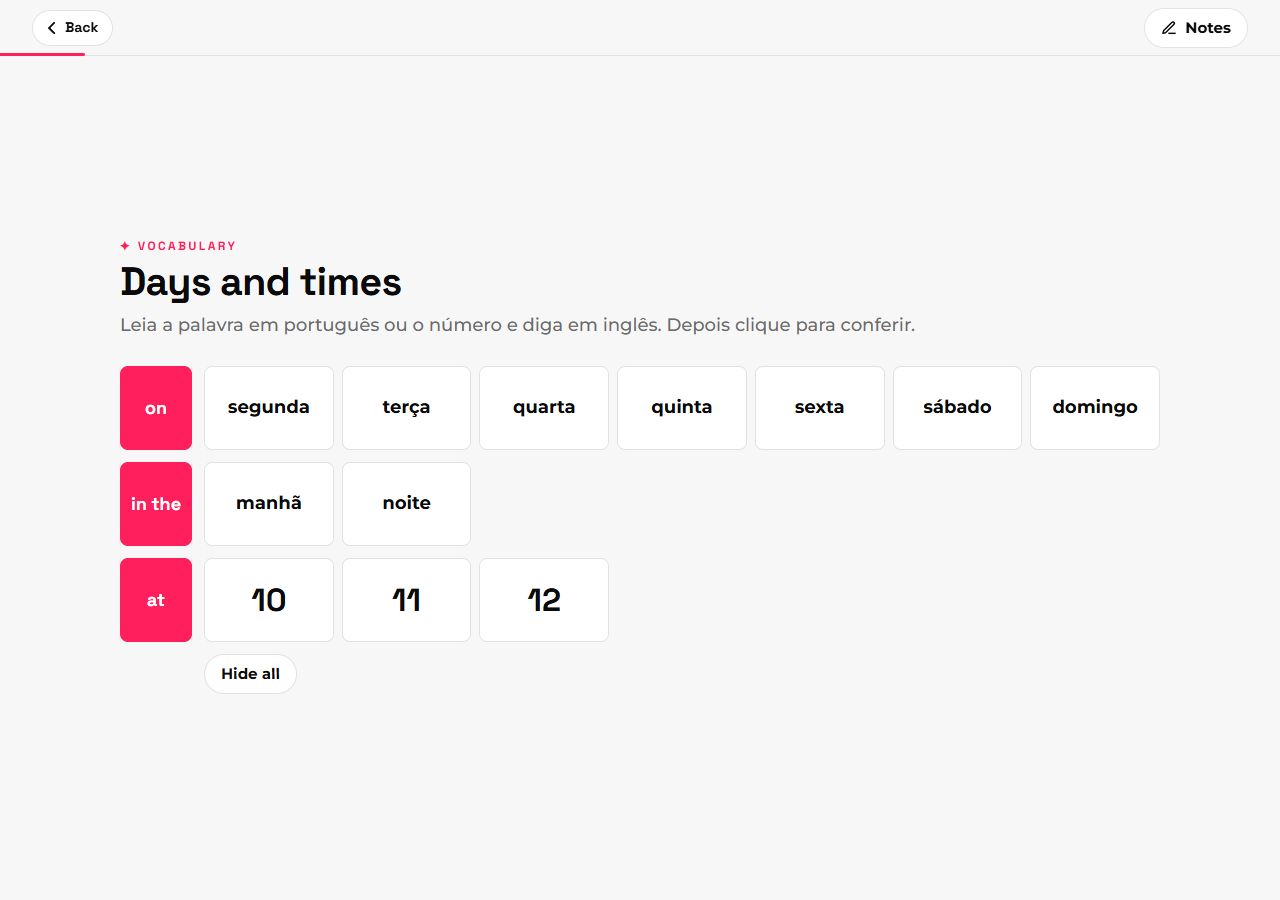 Back
Notes
✦ VOCABULARY
Days and times
Leia a palavra em português ou o número e diga em inglês. Depois clique para conferir.
on segunda terça quarta quinta sexta sábado domingo
in the manhã noite
at 10 11 12
Hide all